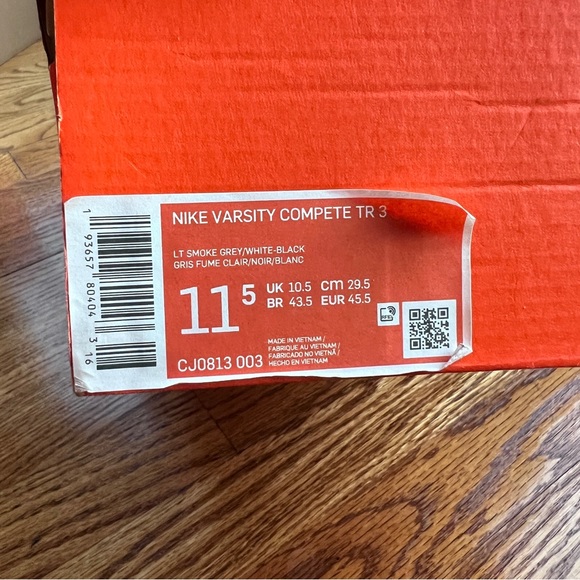 NIKE VARSITY COMPETE TR 3
LT SMOKE GREY/WHITE-BLACK
GRIS FUME CLAIR/NOIR/BLANC
11 5
UK 10.5 cm 29.5
BR 43.5 EUR 45.5
CJ0813 003
MADE IN VIETNAM /
FABRIQUE AU VIETNAM /
FABRICADO NO VIETNÃ /
HECHO EN VIETNAM
1 93657 80404 3 16